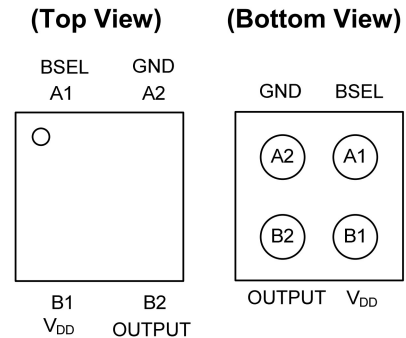 (Top View) (Bottom View)
BSEL GND
A1 A2
GND BSEL
A2 A1
B2 B1
B1 B2
VDD OUTPUT
OUTPUT VDD